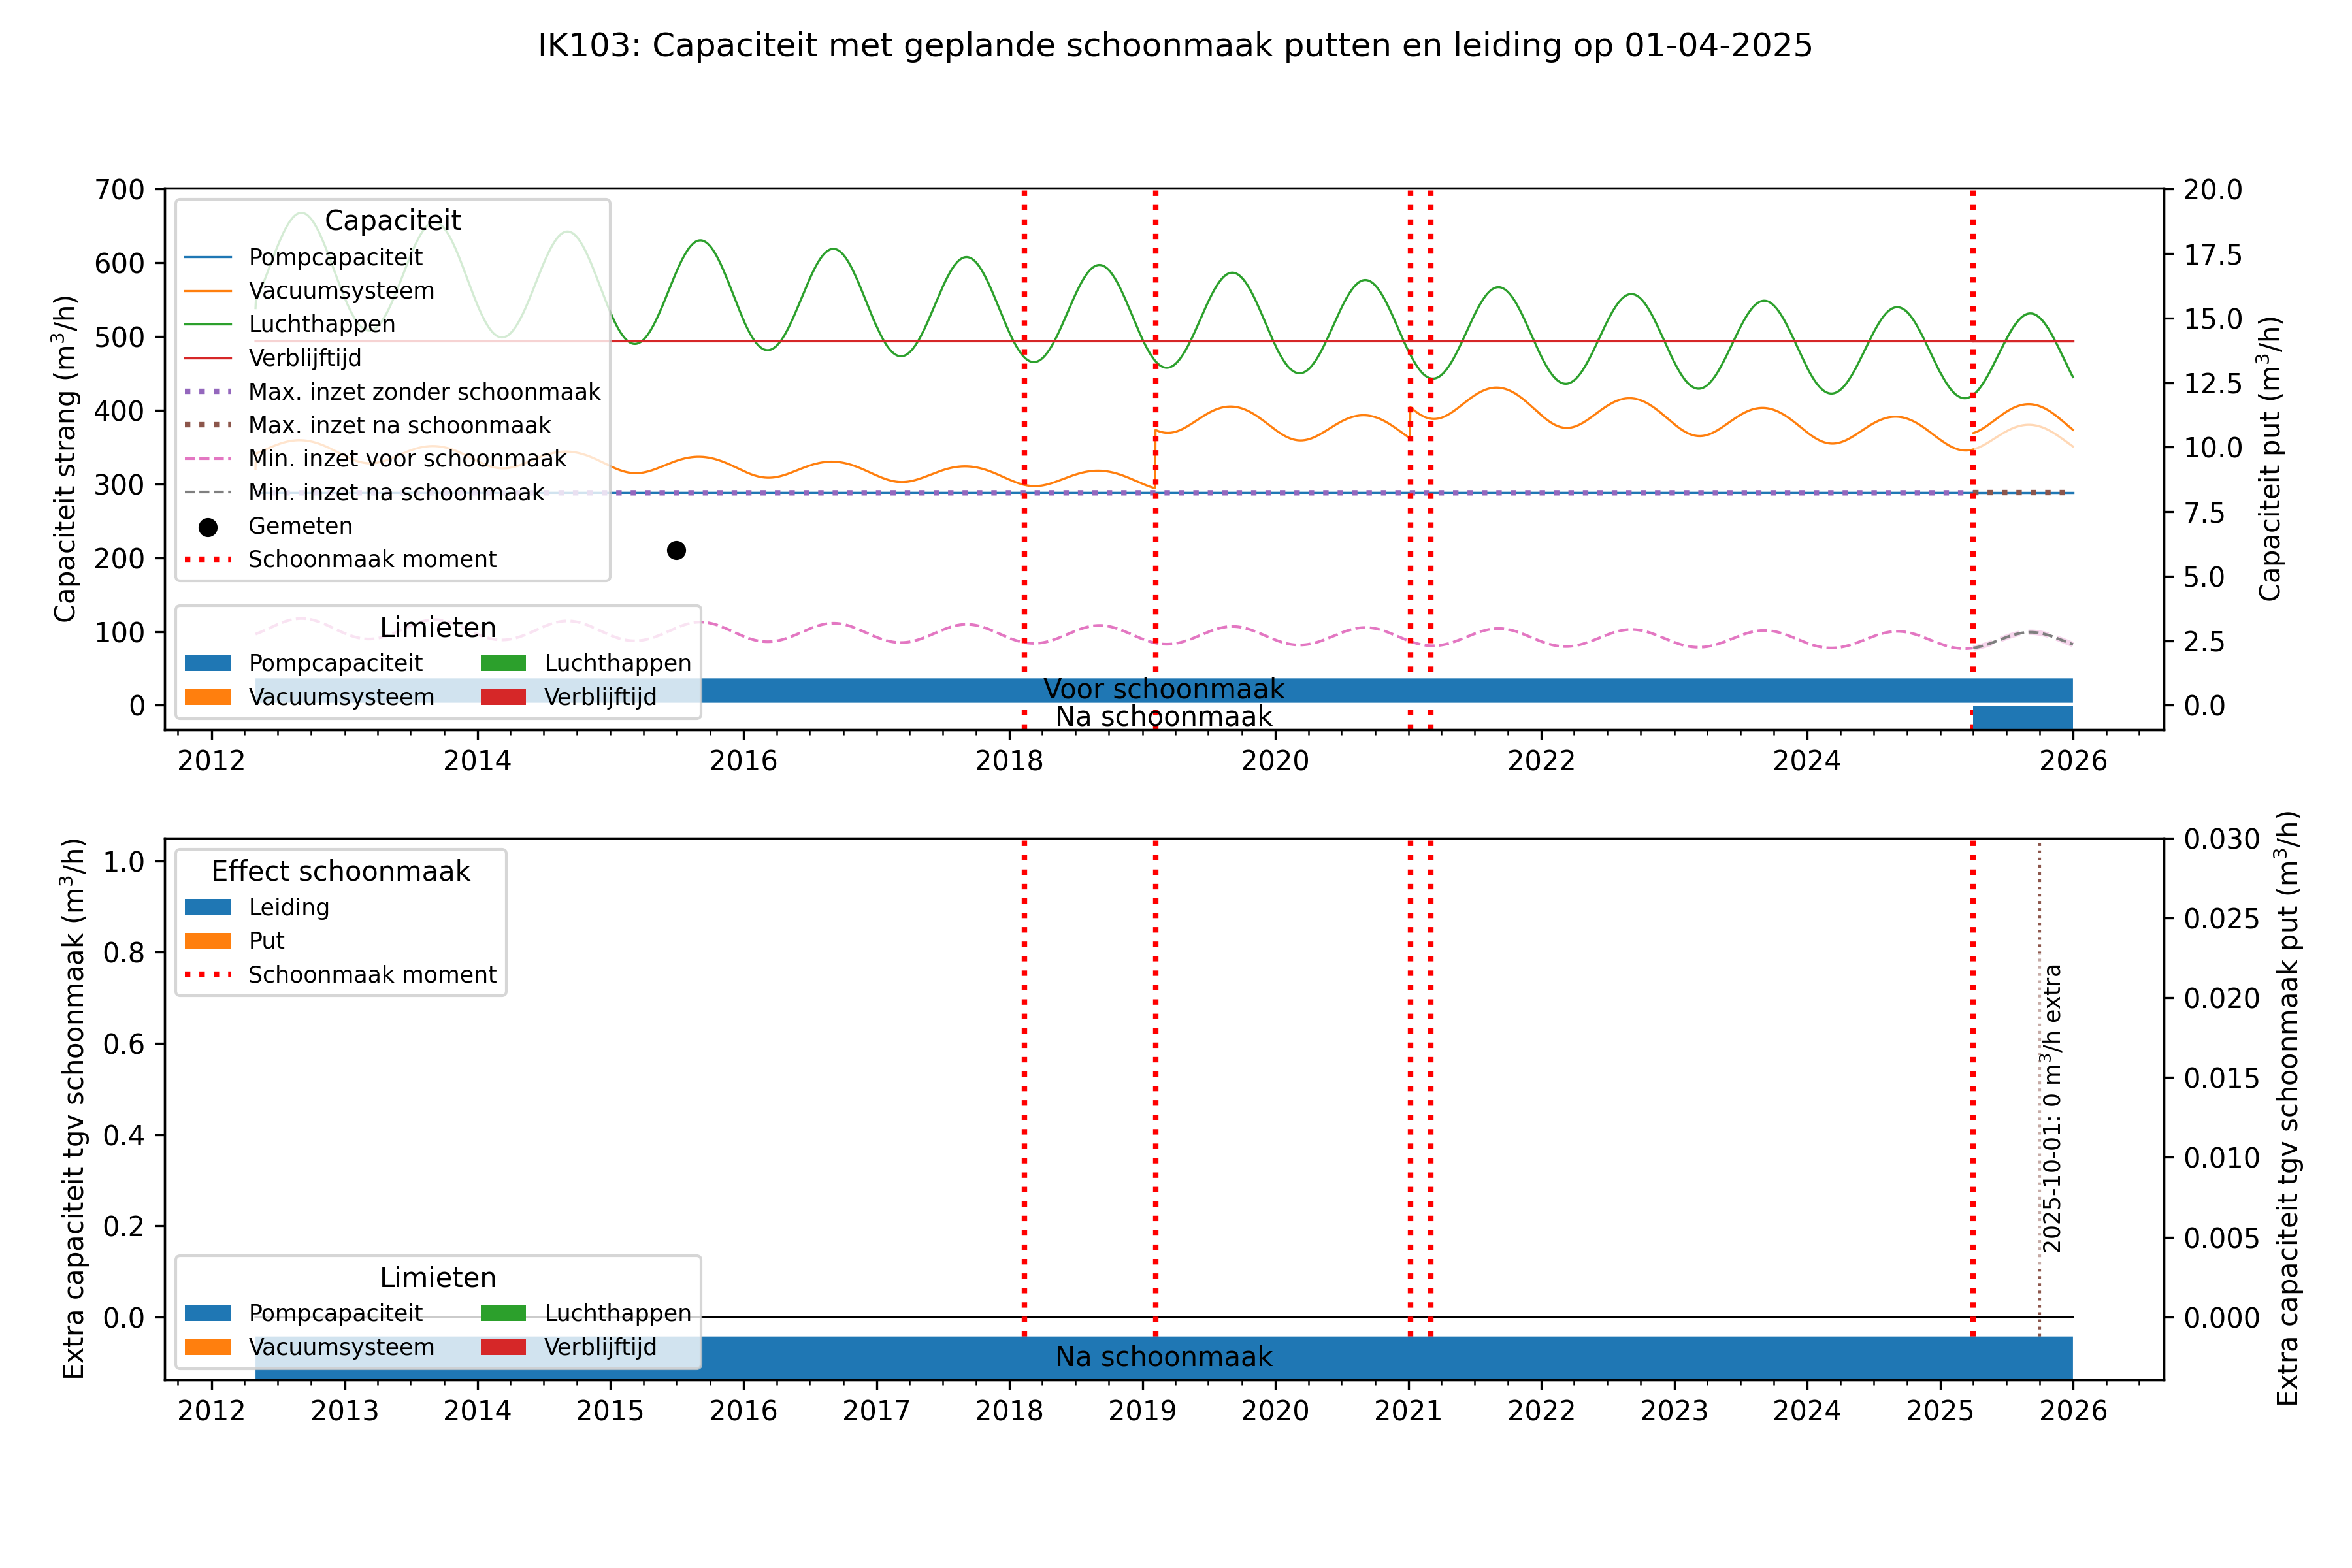 IK103: Capaciteit met geplande schoonmaak putten en leiding op 01-04-2025
Capaciteit strang (m³/h)
700
600
500
400
300
200
100
0
Capaciteit
Pompcapaciteit
Vacuumsysteem
Luchthappen
Verblijftijd
Max. inzet zonder schoonmaak
Max. inzet na schoonmaak
Min. inzet voor schoonmaak
Min. inzet na schoonmaak
Gemeten
Schoonmaak moment
Limieten
Pompcapaciteit Luchthappen
Vacuumsysteem Verblijftijd
Voor schoonmaak
Na schoonmaak
20.0
17.5
15.0
12.5
10.0
7.5
5.0
2.5
0.0
Capaciteit put (m³/h)
2012 2014 2016 2018 2020 2022 2024 2026
Extra capaciteit tgv schoonmaak (m³/h)
1.0
0.8
0.6
0.4
0.2
0.0
Effect schoonmaak
Leiding
Put
Schoonmaak moment
Limieten
Pompcapaciteit Luchthappen
Vacuumsysteem Verblijftijd
Na schoonmaak
2025-10-01: 0 m³/h extra
0.030
0.025
0.020
0.015
0.010
0.005
0.000
Extra capaciteit tgv schoonmaak put (m³/h)
2012 2013 2014 2015 2016 2017 2018 2019 2020 2021 2022 2023 2024 2025 2026